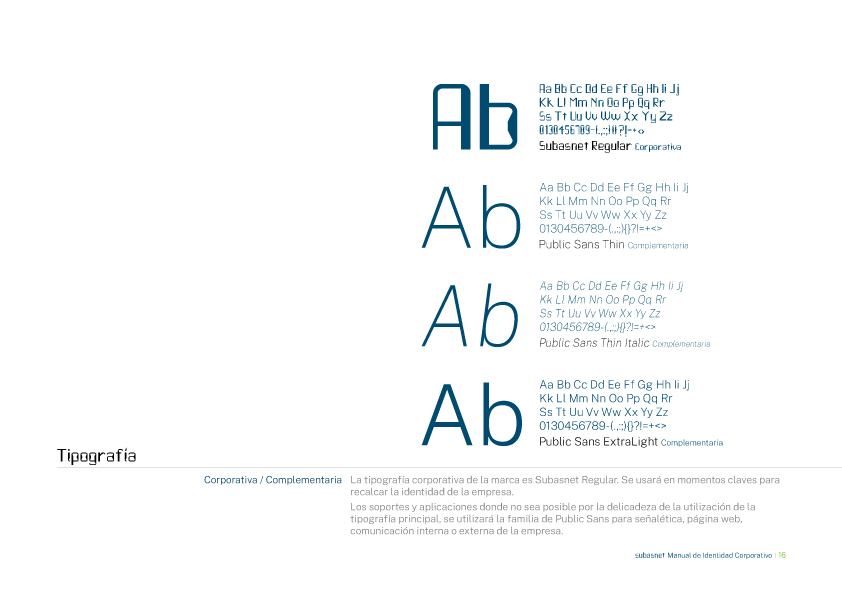 Ab
Aa Bb Cc Dd Ee Ff Gg Hh Ii Jj
Kk Ll Mm Nn Oo Pp Qq Rr
Ss Tt Uu Vv Ww Xx Yy Zz
0130456789-(.,:;){}?!=+<>
Subasnet Regular Corporativa
Ab
Aa Bb Cc Dd Ee Ff Gg Hh Ii Jj
Kk Ll Mm Nn Oo Pp Qq Rr
Ss Tt Uu Vv Ww Xx Yy Zz
0130456789-(.,:;){}?!=+<>
Public Sans Thin Complementaria
Ab
Aa Bb Cc Dd Ee Ff Gg Hh Ii Jj
Kk Ll Mm Nn Oo Pp Qq Rr
Ss Tt Uu Vv Ww Xx Yy Zz
0130456789-(.,:;){}?!=+<>
Public Sans Thin Italic Complementaria
Ab
Aa Bb Cc Dd Ee Ff Gg Hh Ii Jj
Kk Ll Mm Nn Oo Pp Qq Rr
Ss Tt Uu Vv Ww Xx Yy Zz
0130456789-(.,:;){}?!=+<>
Public Sans ExtraLight Complementaria
Tipografía
Corporativa / Complementaria
La tipografía corporativa de la marca es Subasnet Regular. Se usará en momentos claves para
recalcar la identidad de la empresa.
Los soportes y aplicaciones donde no sea posible por la delicadeza de la utilización de la
tipografía principal, se utilizará la familia de Public Sans para señalética, página web,
comunicación interna o externa de la empresa.
subasnet Manual de Identidad Corporativo | 16